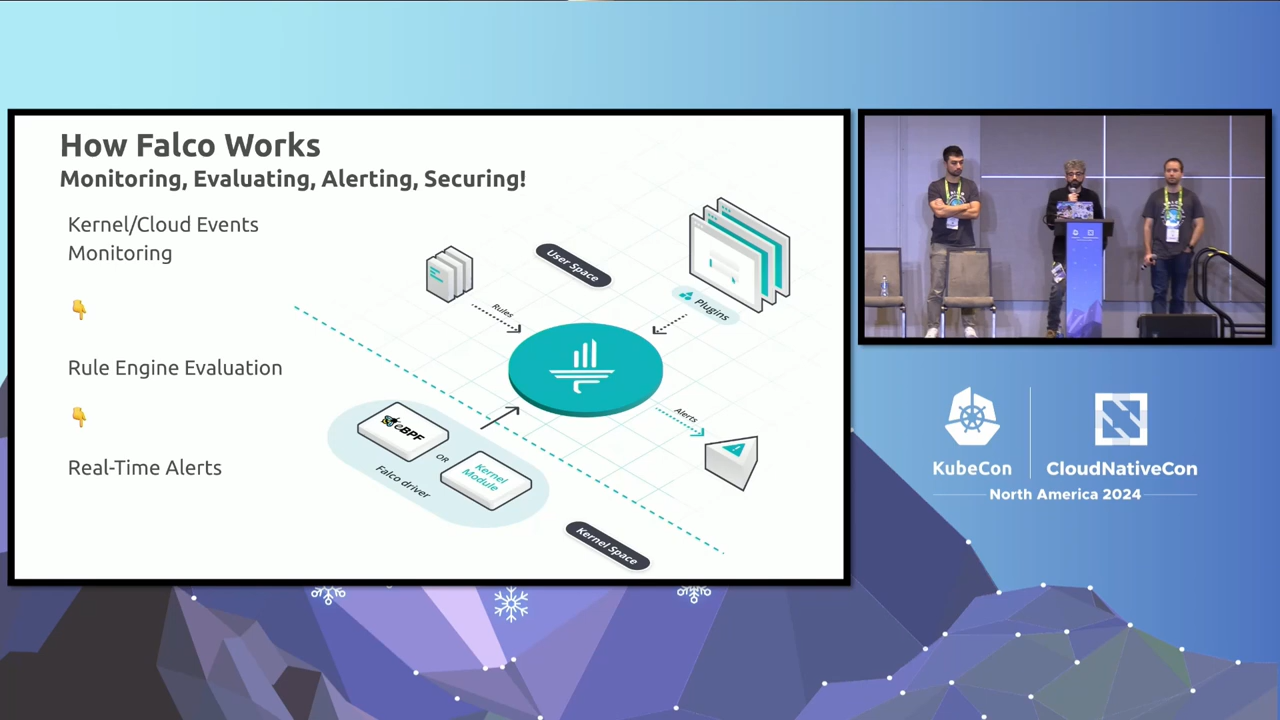 How Falco Works
Monitoring, Evaluating, Alerting, Securing!
Kernel/Cloud Events
Monitoring
👇
Rule Engine Evaluation
👇
Real-Time Alerts
User Space
Rules
Plugins
Alerts
eBPF
OR
Kernel
Module
Falco driver
Kernel Space
KubeCon
CloudNativeCon
North America 2024